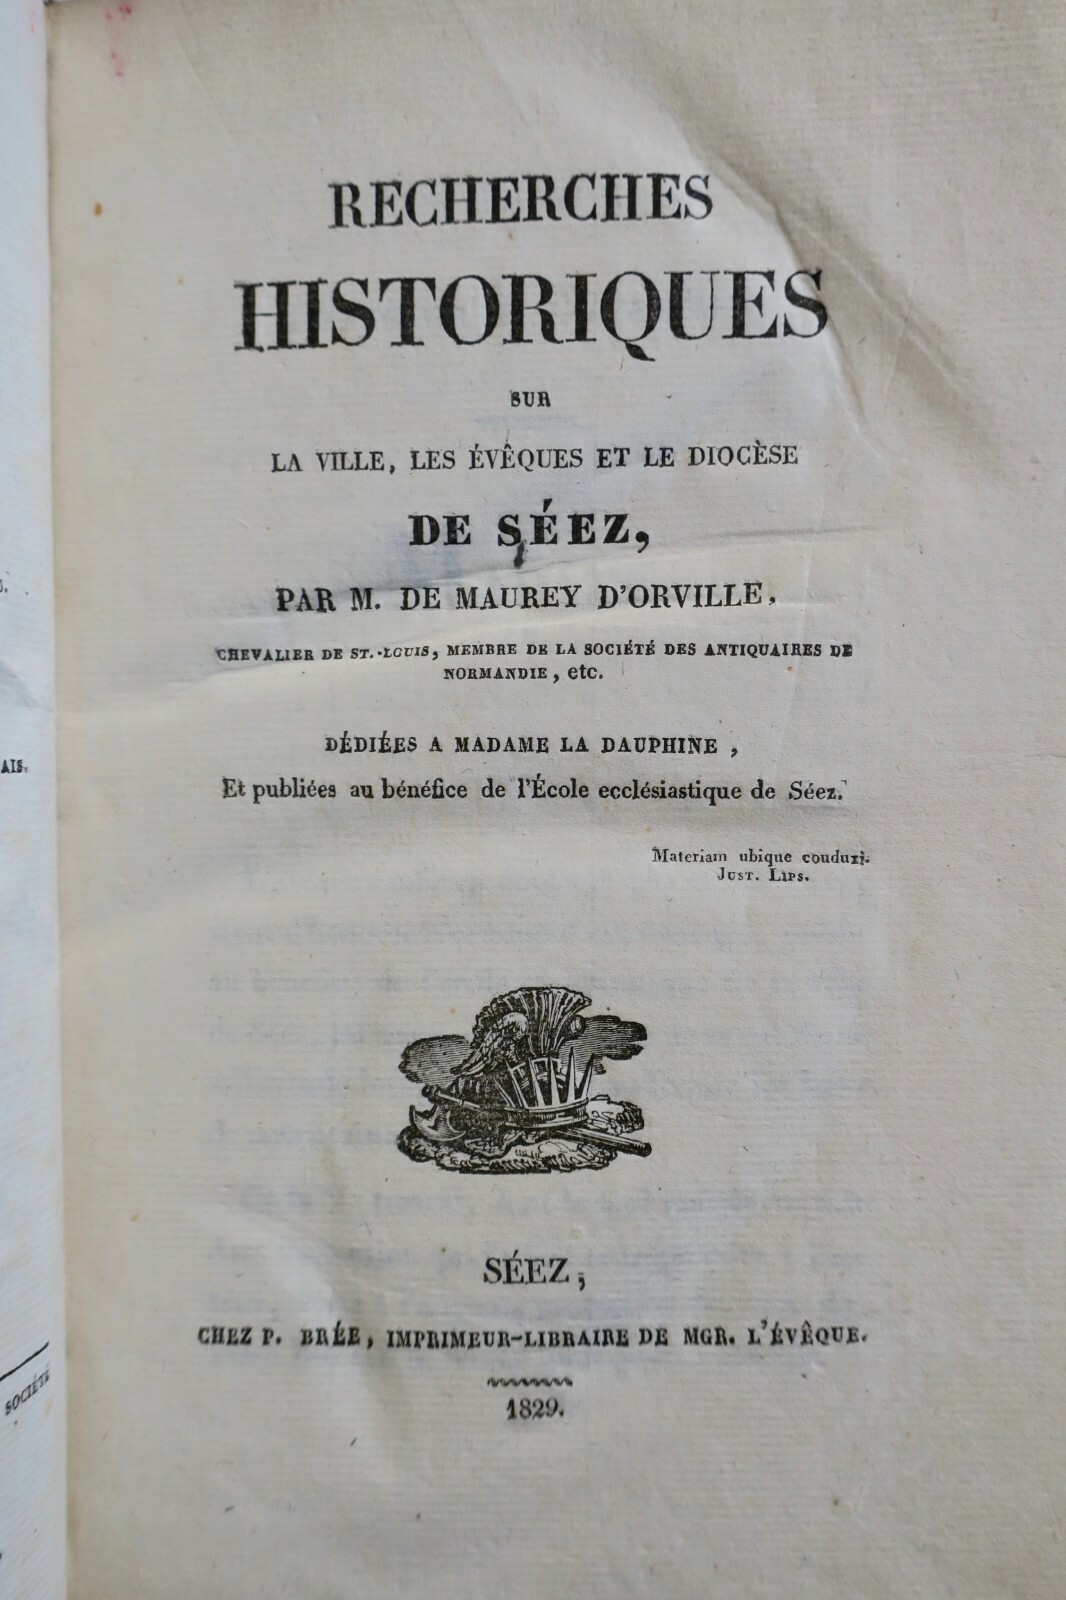 RECHERCHES
HISTORIQUES
SUR
LA VILLE, LES ÉVÊQUES ET LE DIOCÈSE
DE SÉEZ,
PAR M. DE MAUREY D'ORVILLE,
CHEVALIER DE ST.-LOUIS, MEMBRE DE LA SOCIÉTÉ DES ANTIQUAIRES DE
NORMANDIE, etc.
DÉDIÉES A MADAME LA DAUPHINE,
Et publiées au bénéfice de l'École ecclésiastique de Séez.
Materiam ubique conduxi.
JUST. LIPS.
SÉEZ,
CHEZ P. BRÉE, IMPRIMEUR-LIBRAIRE DE MGR. L'ÉVÊQUE.
1829.
AIS.
SOCIÉTÉ